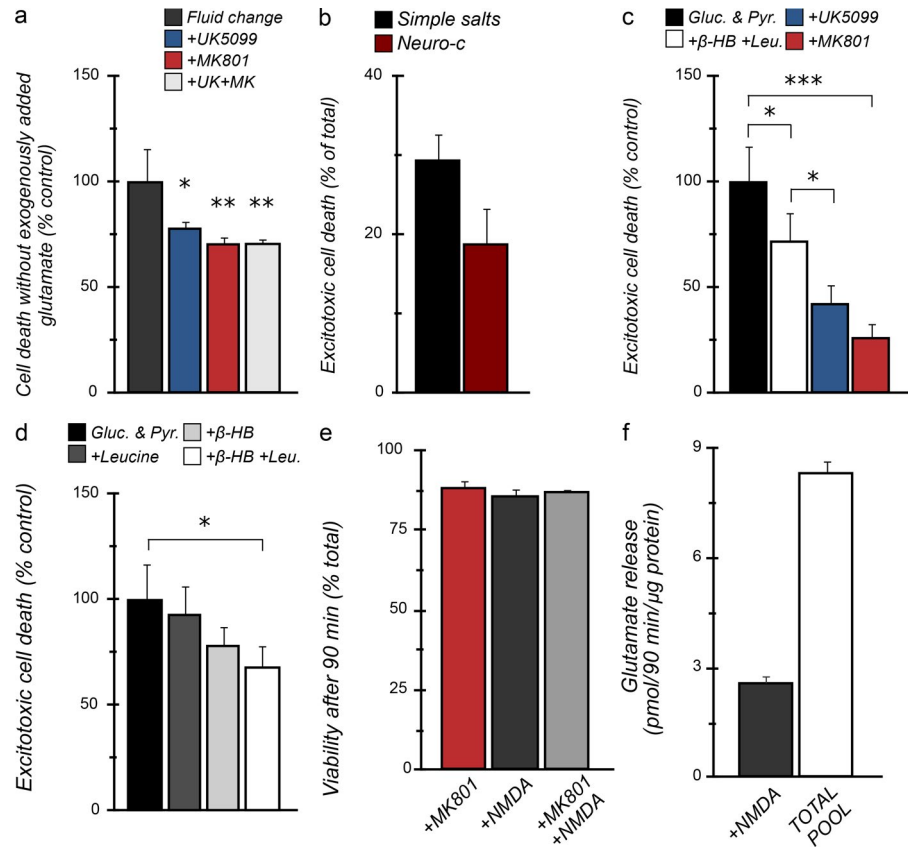 a
Fluid change
+UK5099
+MK801
+UK+MK
Cell death without exogenously added
glutamate (% control)
150
100
50
0
*
**
**
b
Simple salts
Neuro-c
Excitotoxic cell death (% of total)
40
20
0
c
Gluc. & Pyr.
+UK5099
+β-HB +Leu.
+MK801
Excitotoxic cell death (% control)
150
100
50
0
***
*
*
d
Gluc. & Pyr.
+β-HB
+Leucine
+β-HB +Leu.
Excitotoxic cell death (% control)
150
100
50
0
*
e
Viability after 90 min (% total)
100
75
50
25
0
+MK801
+NMDA
+MK801
+NMDA
f
Glutamate release
(pmol/90 min/µg protein)
9
6
3
0
+NMDA
TOTAL
POOL